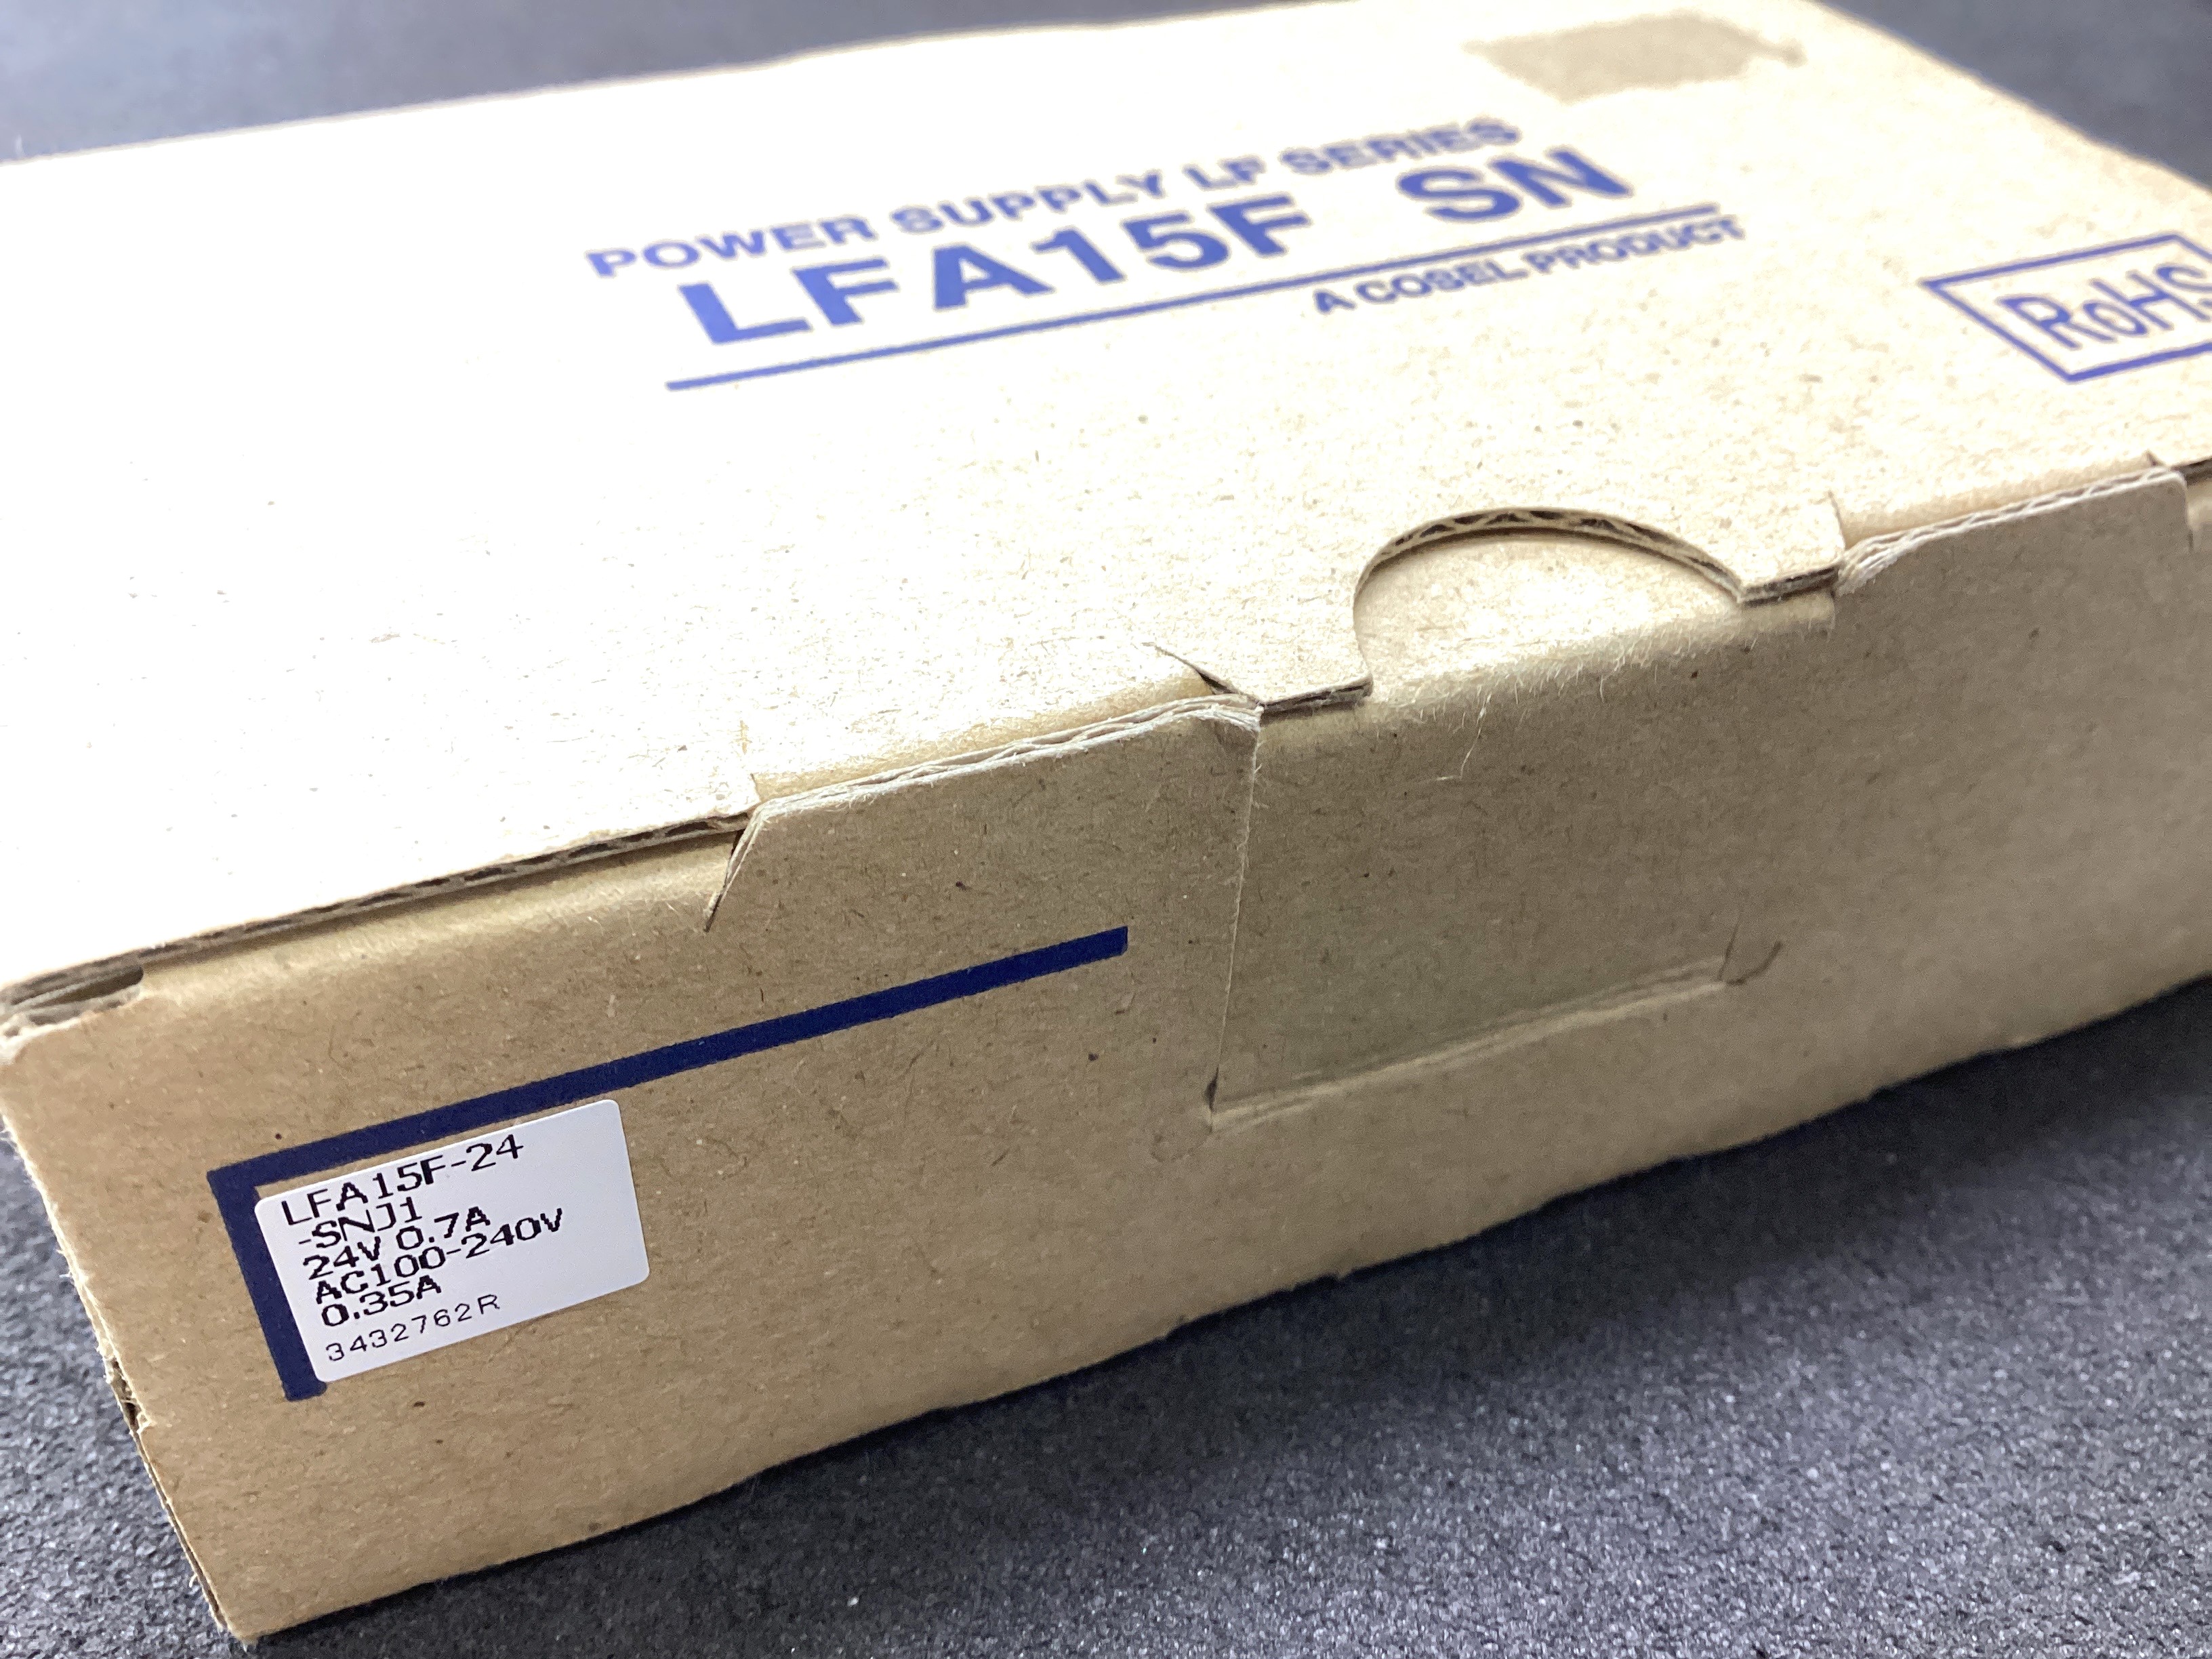 POWER SUPPLY LF SERIES
LFA15F SN
A COSEL PRODUCT
RoHS
LFA15F-24
-SNJ1
24V 0.7A
AC100-240V
0.35A
3432762R